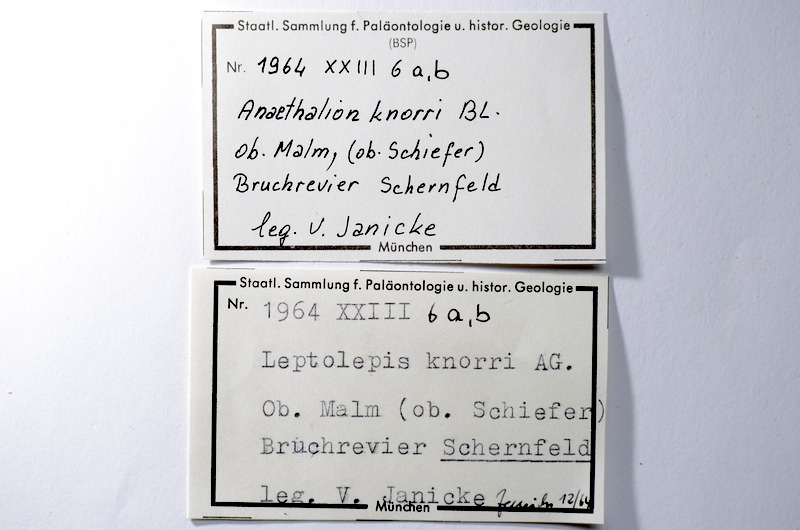 Staatl. Sammlung f. Paläontologie u. histor. Geologie
(BSP)
Nr. 1964 XXIII 6 a,b
Anaethalion knorri BL.
ob. Malm, (ob. Schiefer)
Bruchrevier Schernfeld
leg. V. Janicke
München
Staatl. Sammlung f. Paläontologie u. histor. Geologie
Nr. 1964 XXIII 6 a,b
Leptolepis knorri AG.
Ob. Malm (ob. Schiefer)
Bruchrevier Schernfeld
leg. V. Janicke 12/64
München